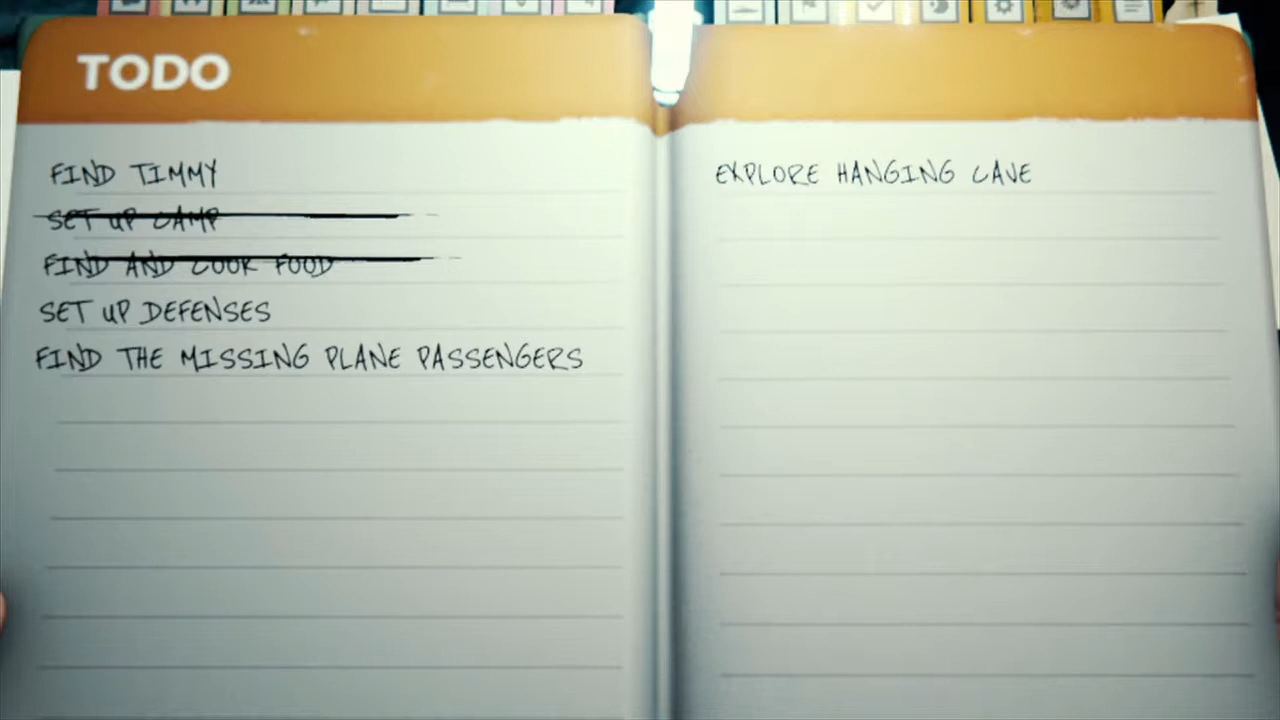 TODO
FIND TIMMY
SET UP CAMP
FIND AND COOK FOOD
SET UP DEFENSES
FIND THE MISSING PLANE PASSENGERS
EXPLORE HANGING CAVE